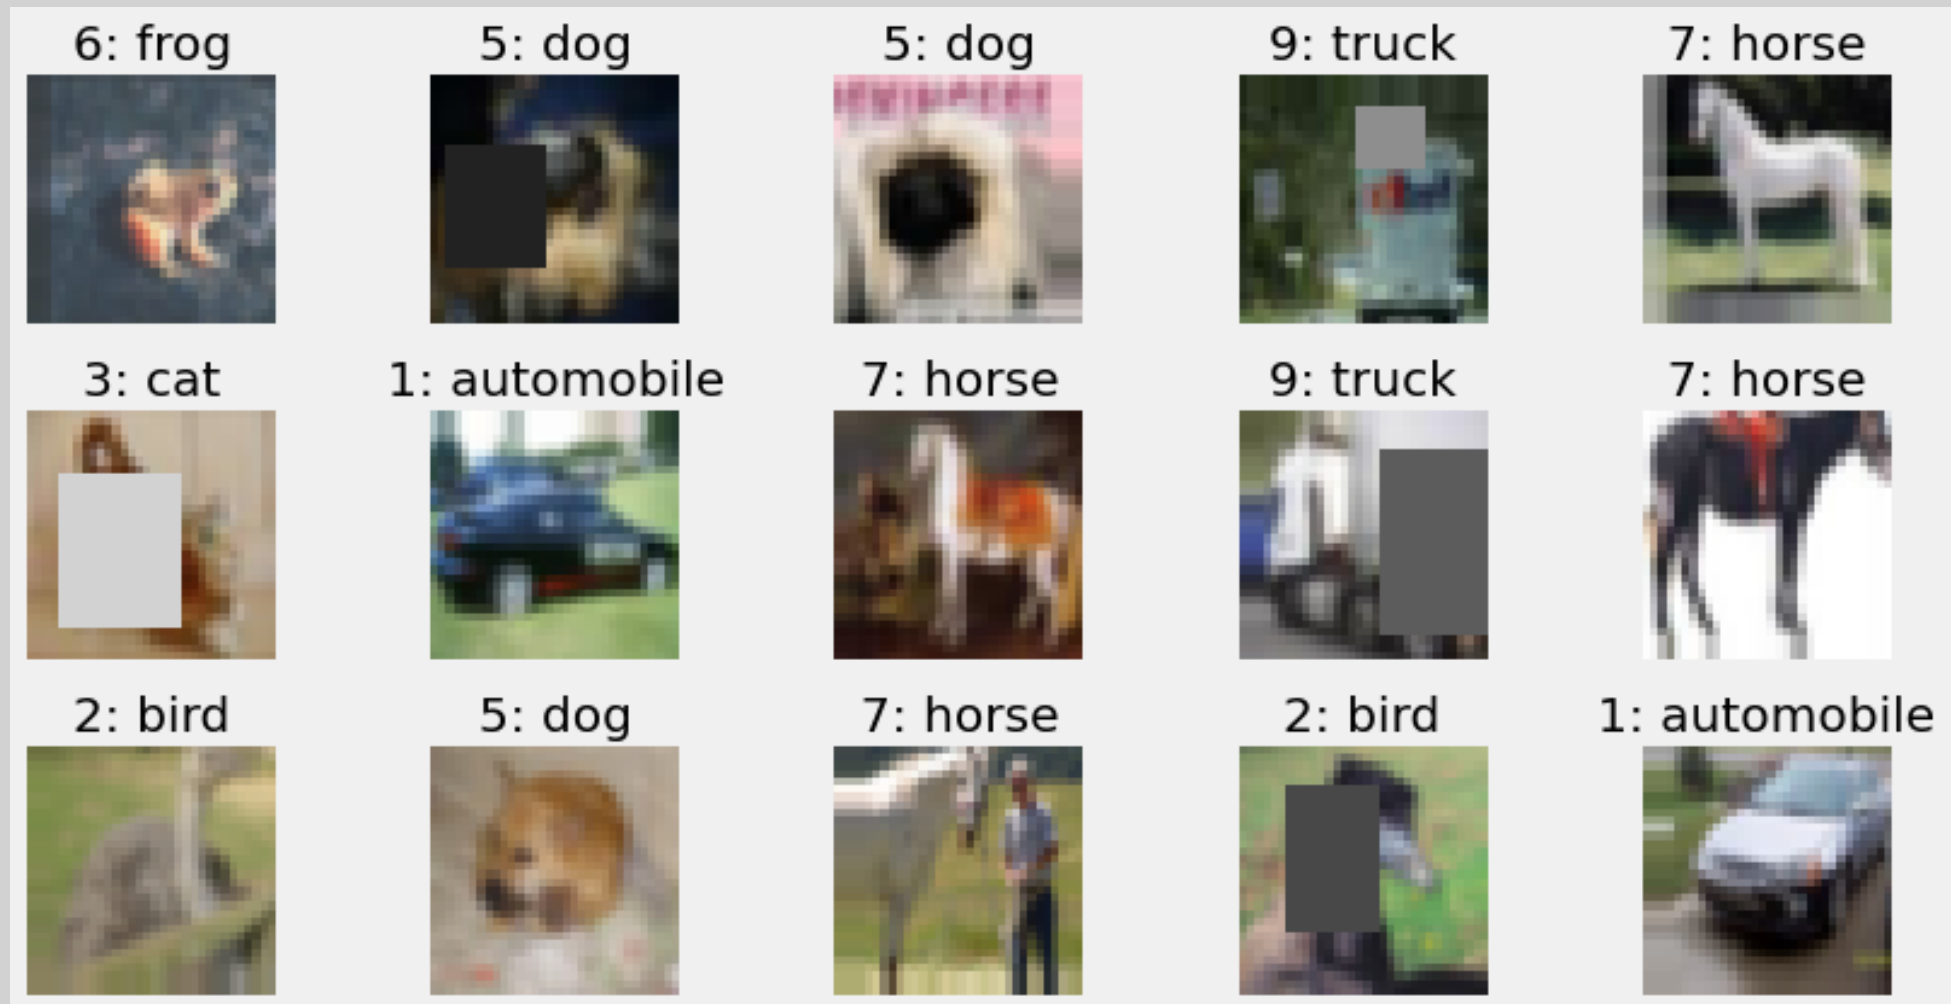 6: frog
5: dog
5: dog
9: truck
7: horse
3: cat
1: automobile
7: horse
9: truck
7: horse
2: bird
5: dog
7: horse
2: bird
1: automobile